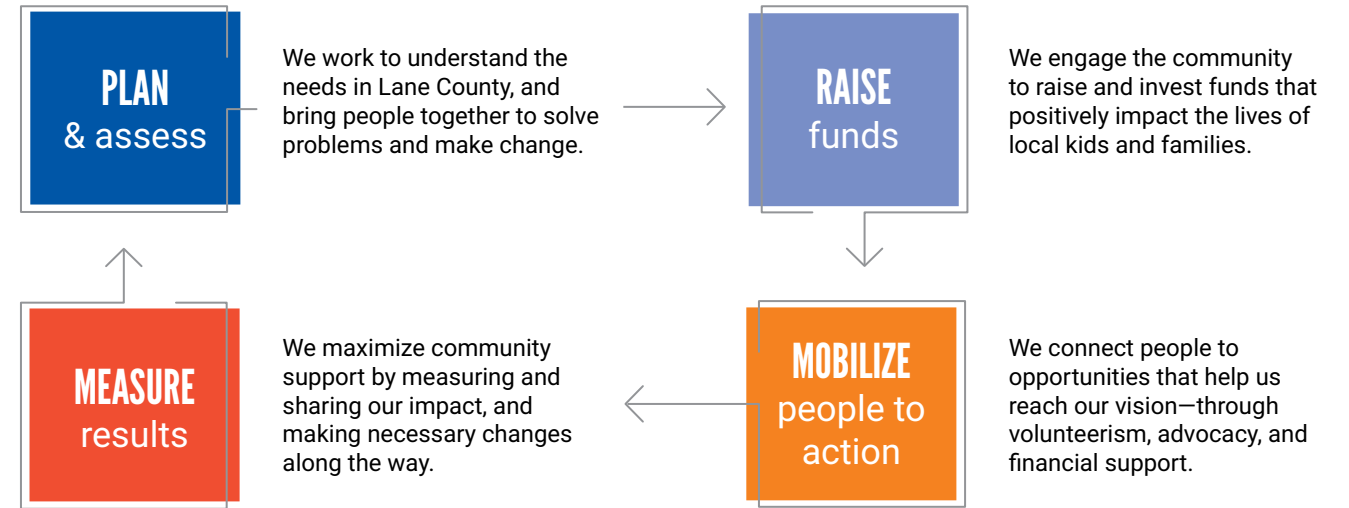 PLAN
& assess
We work to understand the
needs in Lane County, and
bring people together to solve
problems and make change.
RAISE
funds
We engage the community
to raise and invest funds that
positively impact the lives of
local kids and families.
MEASURE
results
We maximize community
support by measuring and
sharing our impact, and
making necessary changes
along the way.
MOBILIZE
people to
action
We connect people to
opportunities that help us
reach our vision—through
volunteerism, advocacy, and
financial support.